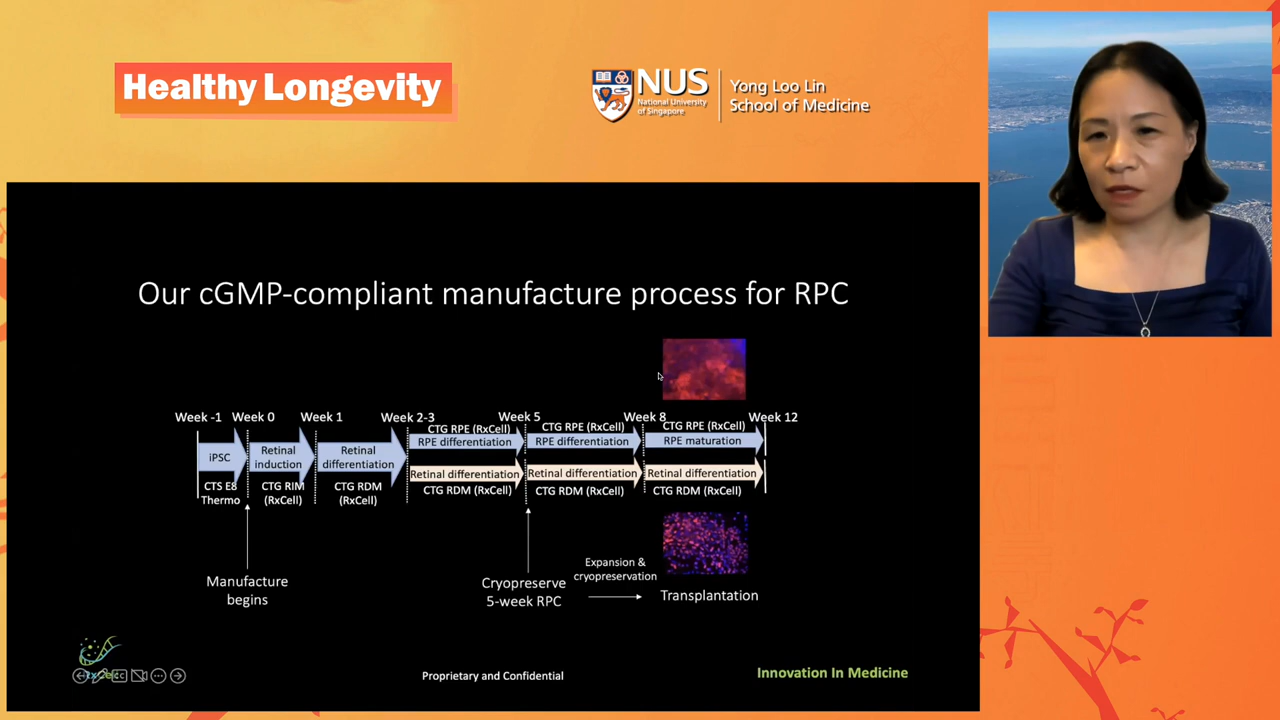 Healthy Longevity
NUS
National University
of Singapore
Yong Loo Lin
School of Medicine
Our cGMP-compliant manufacture process for RPC
Week -1
Week 0
Week 1
Week 2-3
Week 5
Week 8
Week 12
CTG RPE (RxCell)
CTG RPE (RxCell)
CTG RPE (RxCell)
iPSC
Retinal
induction
Retinal
differentiation
RPE differentiation
RPE differentiation
RPE maturation
Retinal differentiation
Retinal differentiation
Retinal differentiation
CTS E8
Thermo
CTG RIM
(RxCell)
CTG RDM
(RxCell)
CTG RDM (RxCell)
CTG RDM (RxCell)
CTG RDM (RxCell)
Manufacture
begins
Cryopreserve
5-week RPC
Expansion &
cryopreservation
Transplantation
Proprietary and Confidential
Innovation In Medicine